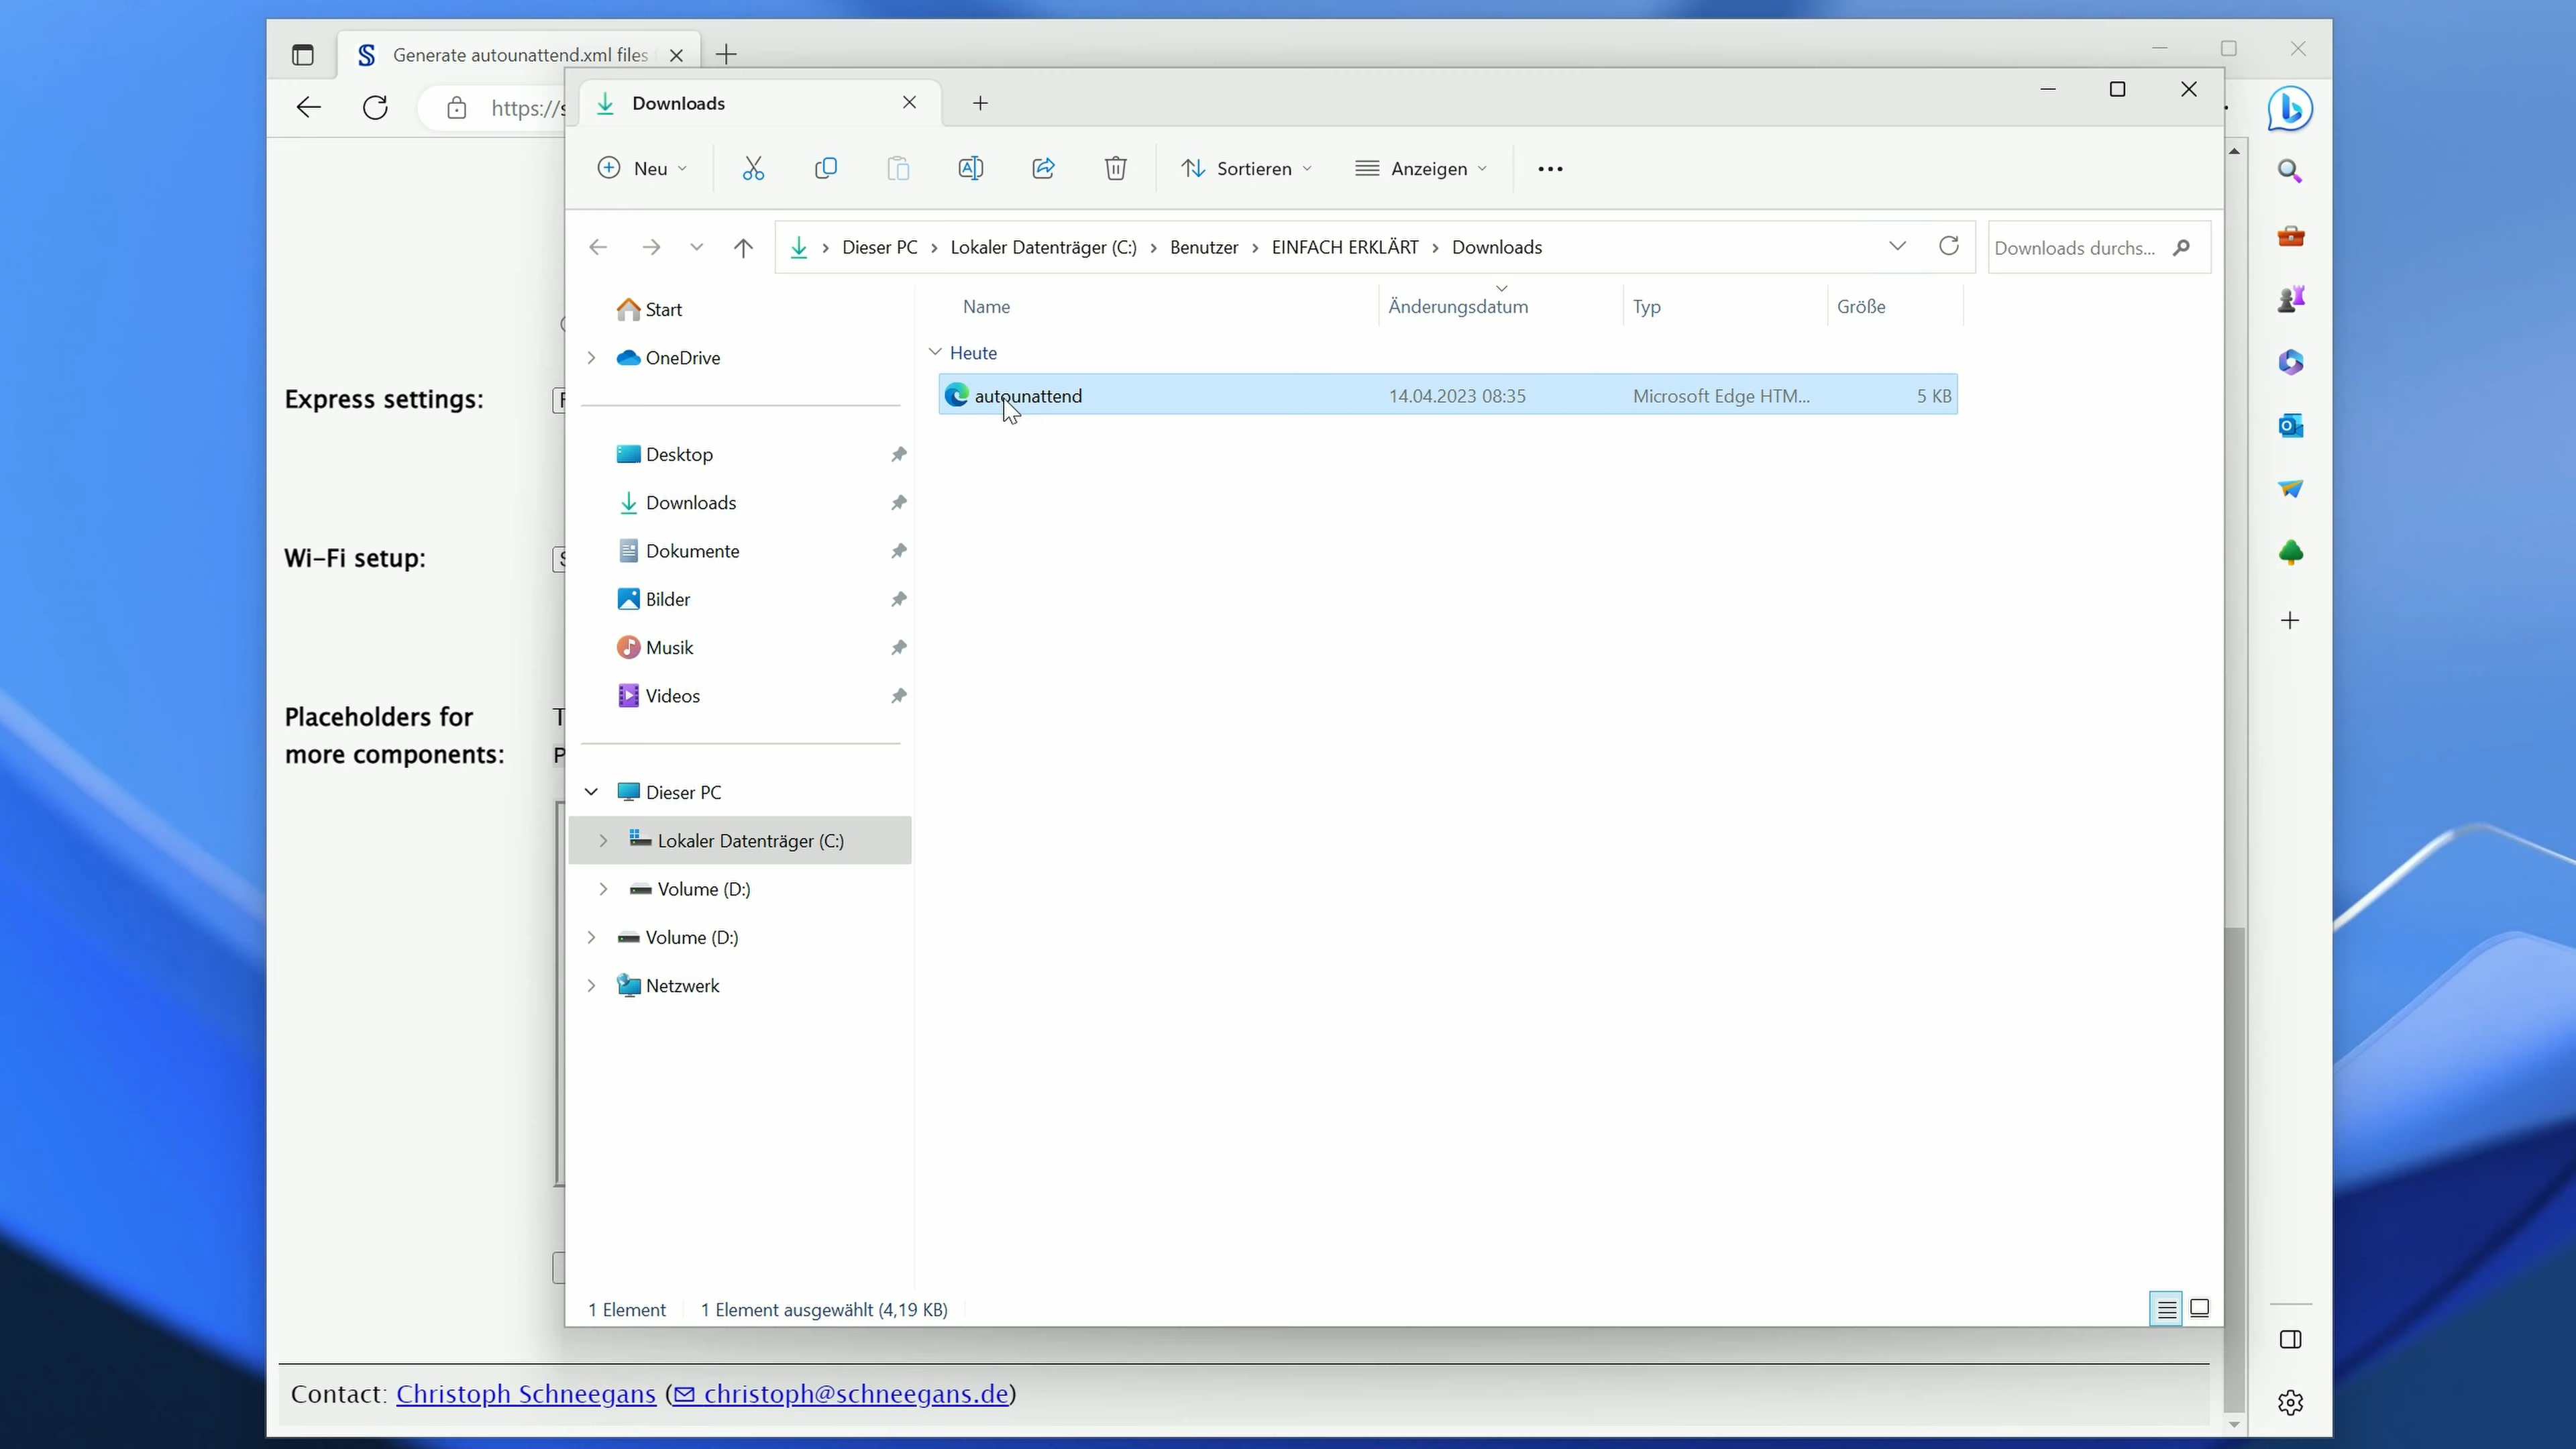 Generate autounattend.xml files
https://s
Downloads
Neu
Sortieren
Anzeigen
Dieser PC
Lokaler Datenträger (C:)
Benutzer
EINFACH ERKLÄRT
Downloads
Downloads durchs...
Name
Änderungsdatum
Typ
Größe
Heute
autounattend
14.04.2023 08:35
Microsoft Edge HTM...
5 KB
Start
OneDrive
Desktop
Downloads
Dokumente
Bilder
Musik
Videos
Dieser PC
Lokaler Datenträger (C:)
Volume (D:)
Volume (D:)
Netzwerk
1 Element
1 Element ausgewählt (4,19 KB)
Express settings:
Wi-Fi setup:
Placeholders for
more components:
Contact: Christoph Schneegans (christoph@schneegans.de)